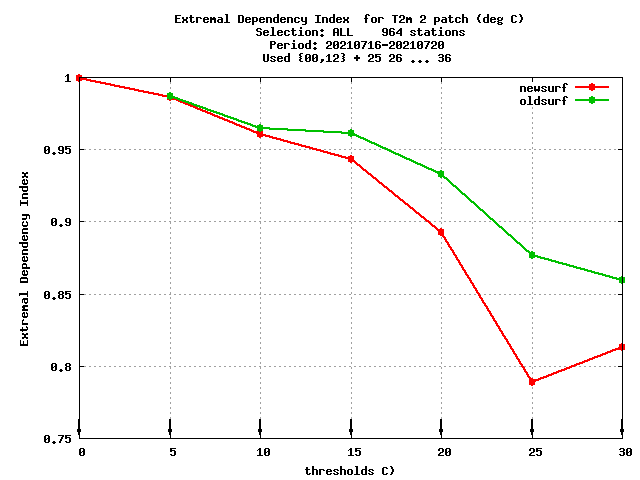 Extremal Dependency Index  for T2m 2 patch (deg C)
Selection: ALL    964 stations
Period: 20210716-20210720
Used {00,12} + 25 26 ... 36
newsurf
oldsurf
1
0.95
0.9
0.85
0.8
0.75
Extremal Dependency Index
0 5 10 15 20 25 30
thresholds C)